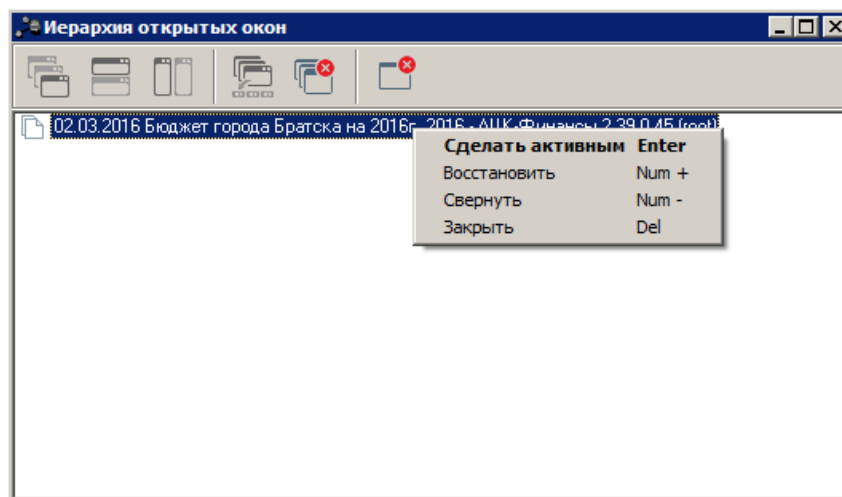 Иерархия открытых окон
02.03.2016 Бюджет города Братска на 2016г. 2016 - АЦК-Финансы 2.39.0.45 (root)
Сделать активным Enter
Восстановить Num +
Свернуть Num -
Закрыть Del